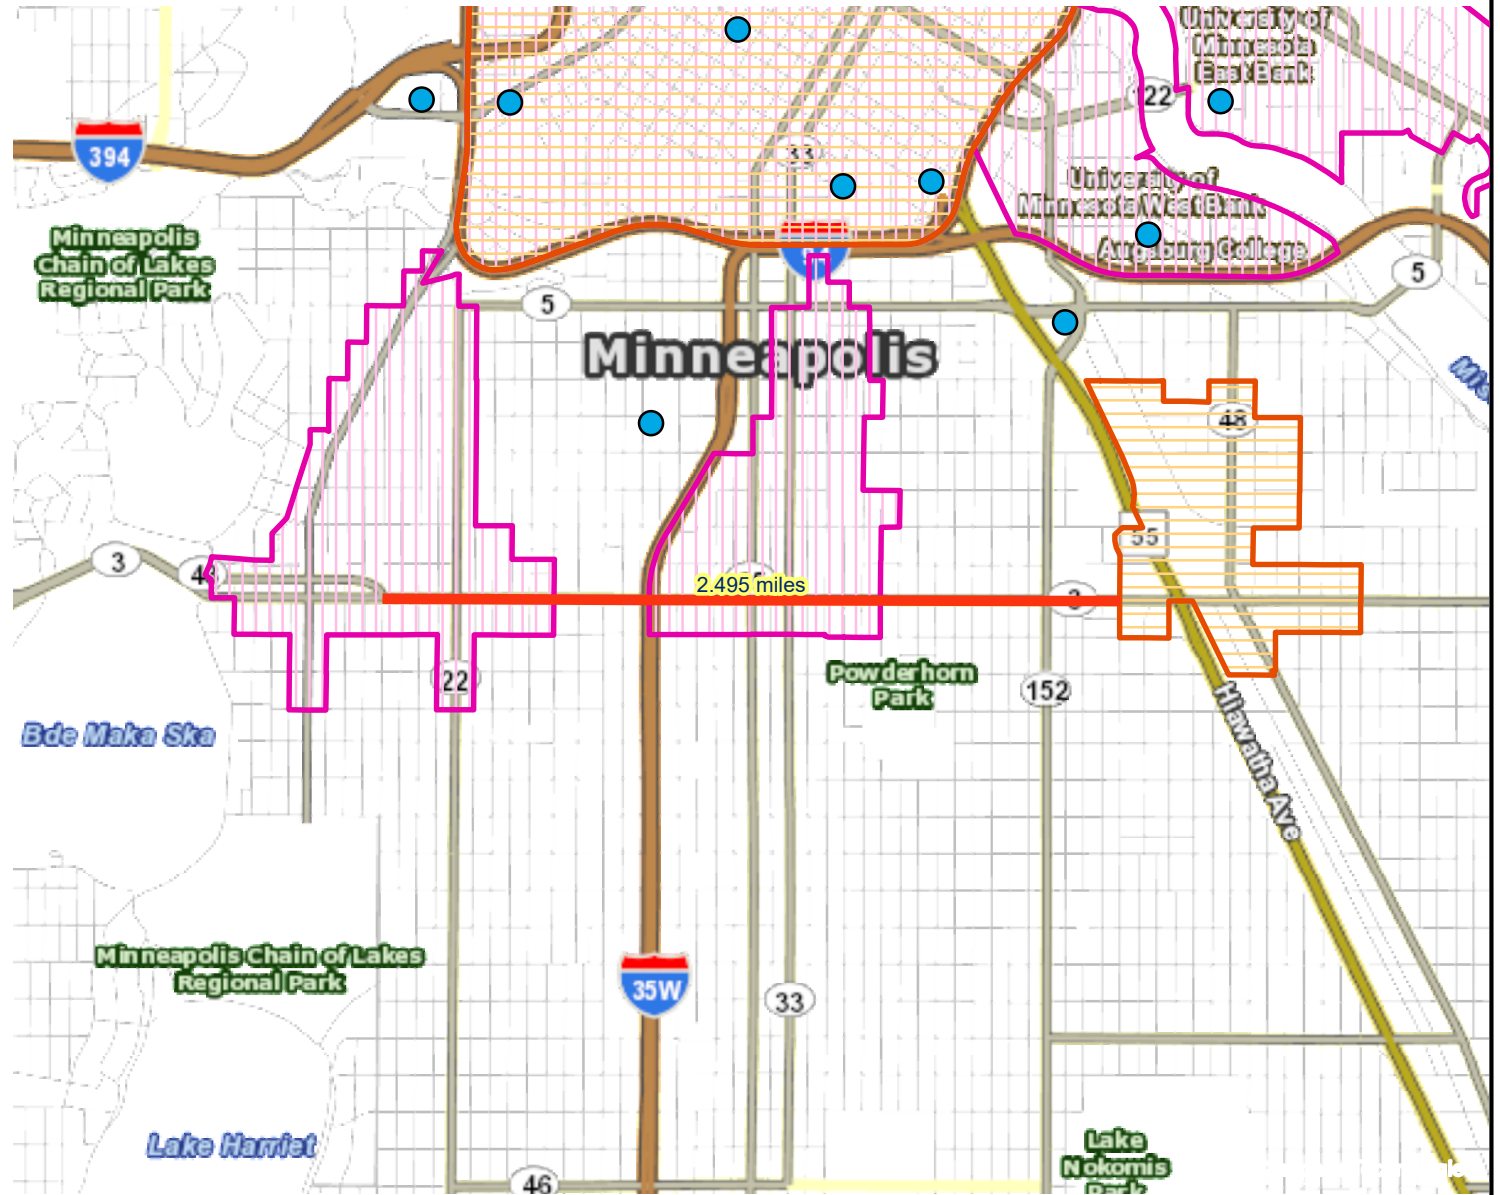 University of
Minnesota
East Bank
122
394
33
University of
Minnesota West Bank
Augsburg College
Minneapolis
Chain of Lakes
Regional Park
5
5
Minneapolis
48
55
3
2.495 miles
3
Powderhorn
Park
22
152
Bde Maka Ska
Hiawatha Ave
Minneapolis Chain of Lakes
Regional Park
35W
33
Lake Harriet
Lake
Nokomis
Park
46